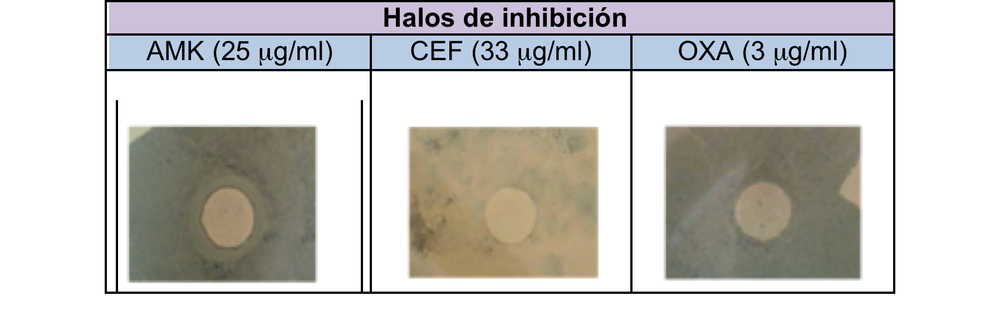 Halos de inhibición
AMK (25 μg/ml)
CEF (33 μg/ml)
OXA (3 μg/ml)